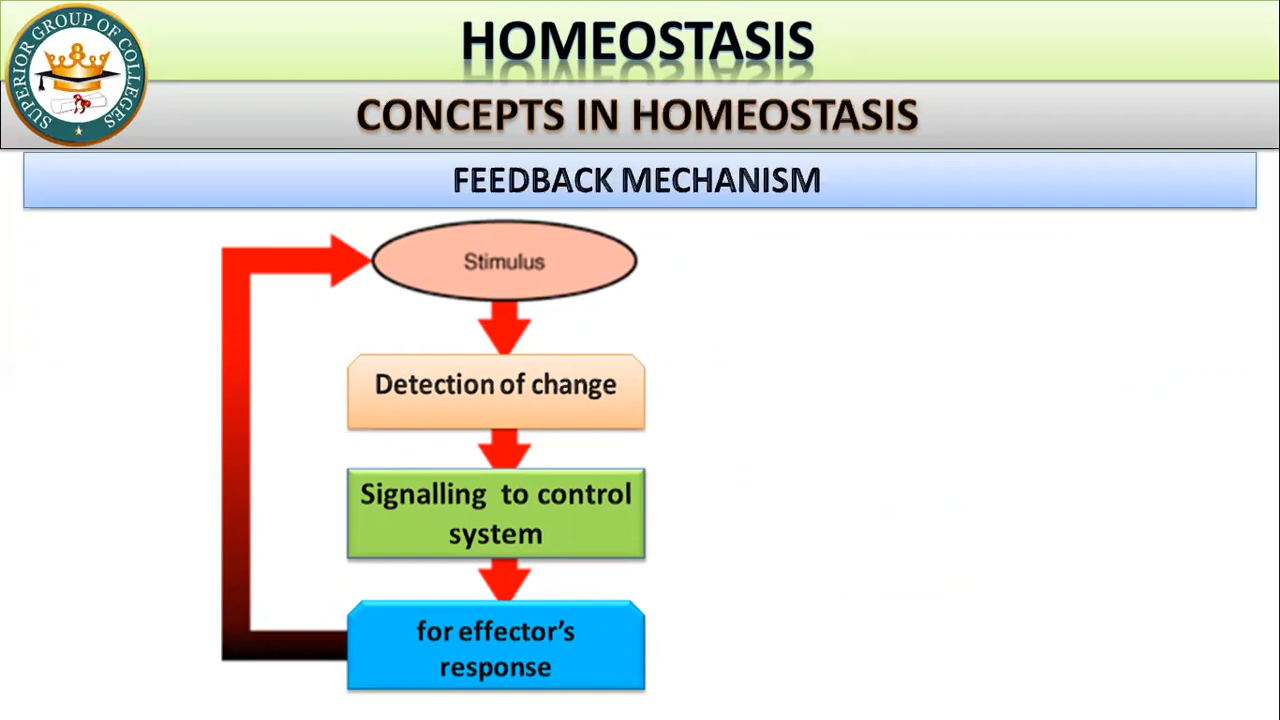 SUPERIOR GROUP OF COLLEGES
HOMEOSTASIS
CONCEPTS IN HOMEOSTASIS
FEEDBACK MECHANISM
Stimulus
Detection of change
Signalling to control
system
for effector’s
response